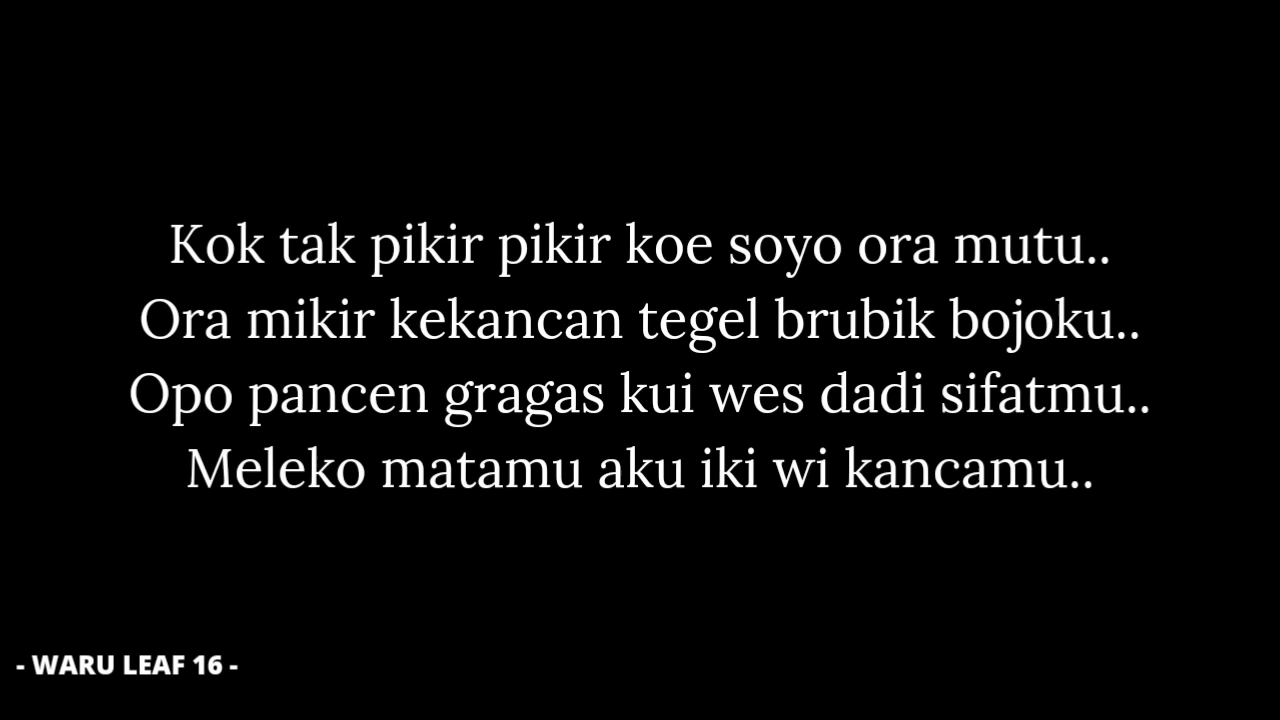 Kok tak pikir pikir koe soyo ora mutu..
Ora mikir kekancan tegel brubik bojoku..
Opo pancen gragas kui wes dadi sifatmu..
Meleko matamu aku iki wi kancamu..
- WARU LEAF 16 -